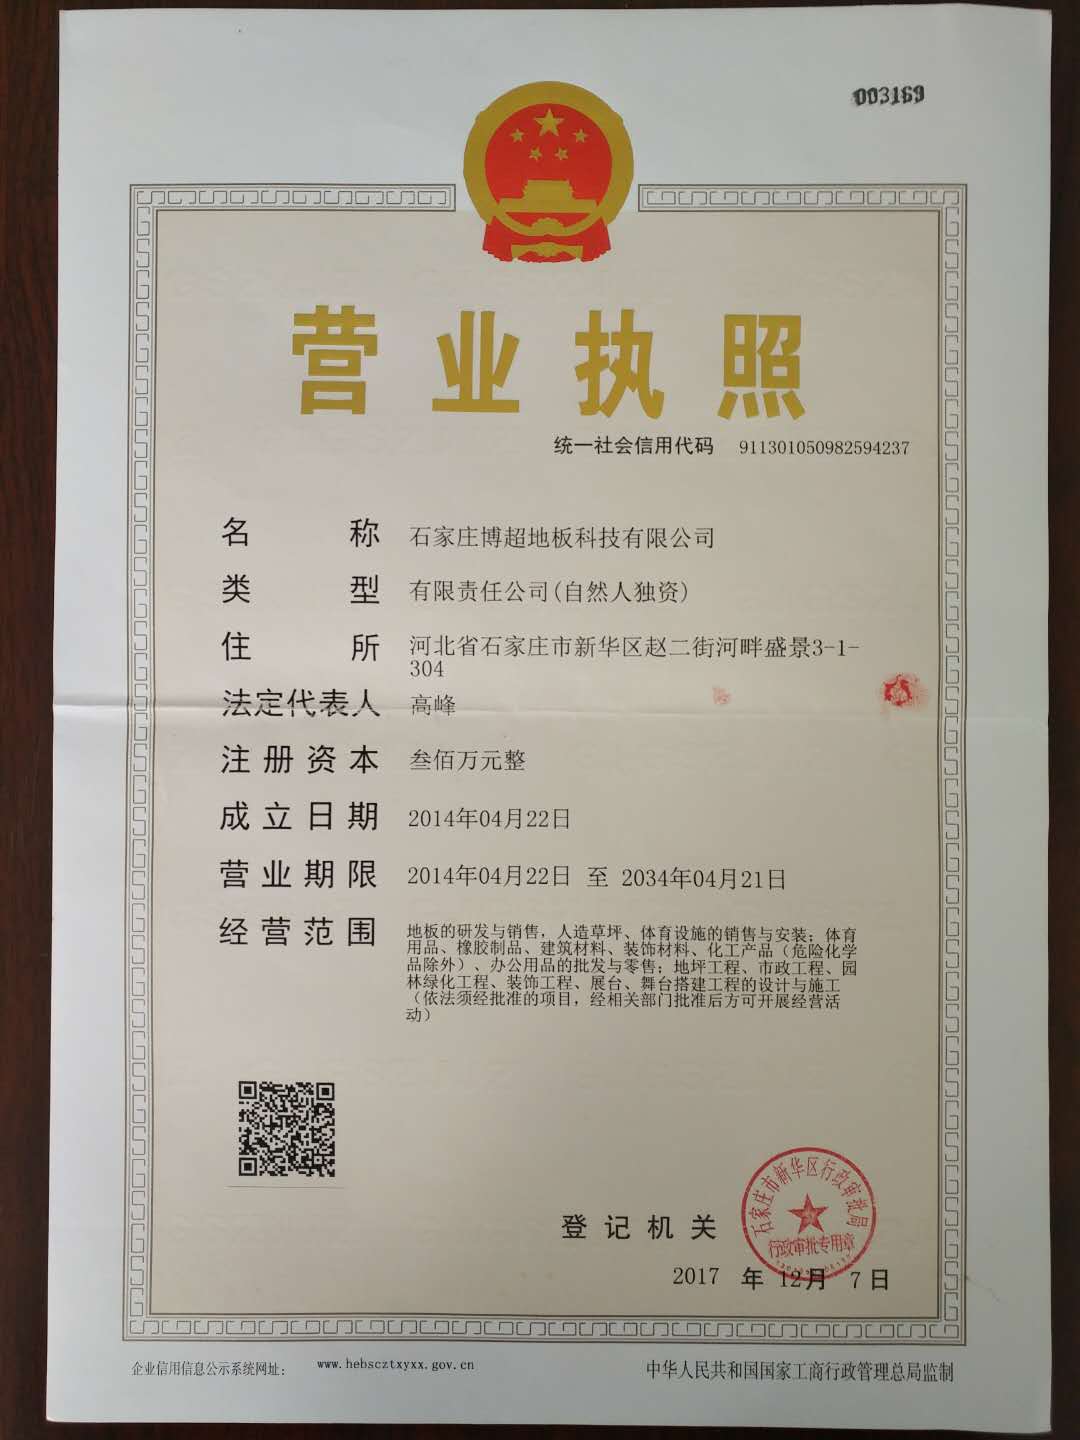 003169
营业执照
统一社会信用代码 911301050982594237
名称 石家庄博超地板科技有限公司
类型 有限责任公司(自然人独资)
住所 河北省石家庄市新华区赵二街河畔盛景3-1-
304
法定代表人 高峰
注册资本 叁佰万元整
成立日期 2014年04月22日
营业期限 2014年04月22日 至 2034年04月21日
经营范围 地板的研发与销售，人造草坪、体育设施的销售与安装；体育
用品、橡胶制品、建筑材料、装饰材料、化工产品（危险化学
品除外）、办公用品的批发与零售；地坪工程、市政工程、园
林绿化工程、装饰工程、展台、舞台搭建工程的设计与施工
（依法须经批准的项目，经相关部门批准后方可开展经营活
动）
石家庄市新华区行政审批局
行政审批专用章
登记机关
2017 年 12月 7日
企业信用信息公示系统网址： www.hebscztxyxx.gov.cn
中华人民共和国国家工商行政管理总局监制